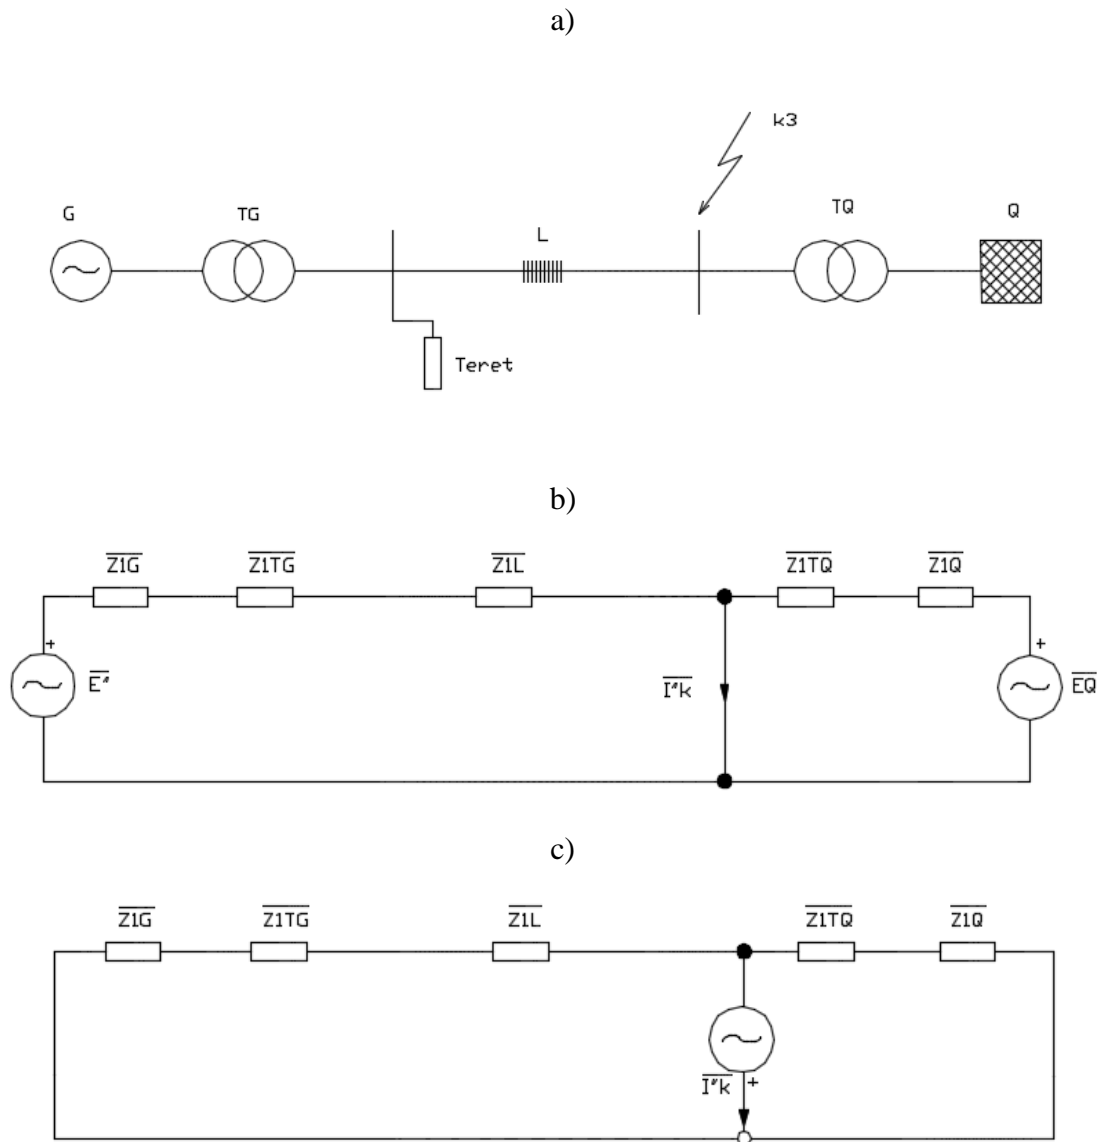 a)
k3
G TG L TQ Q
Teret
b)
Z1G Z1TG Z1L Z1TQ Z1Q
E" I"k EQ
+ +
c)
Z1G Z1TG Z1L Z1TQ Z1Q
I"k +